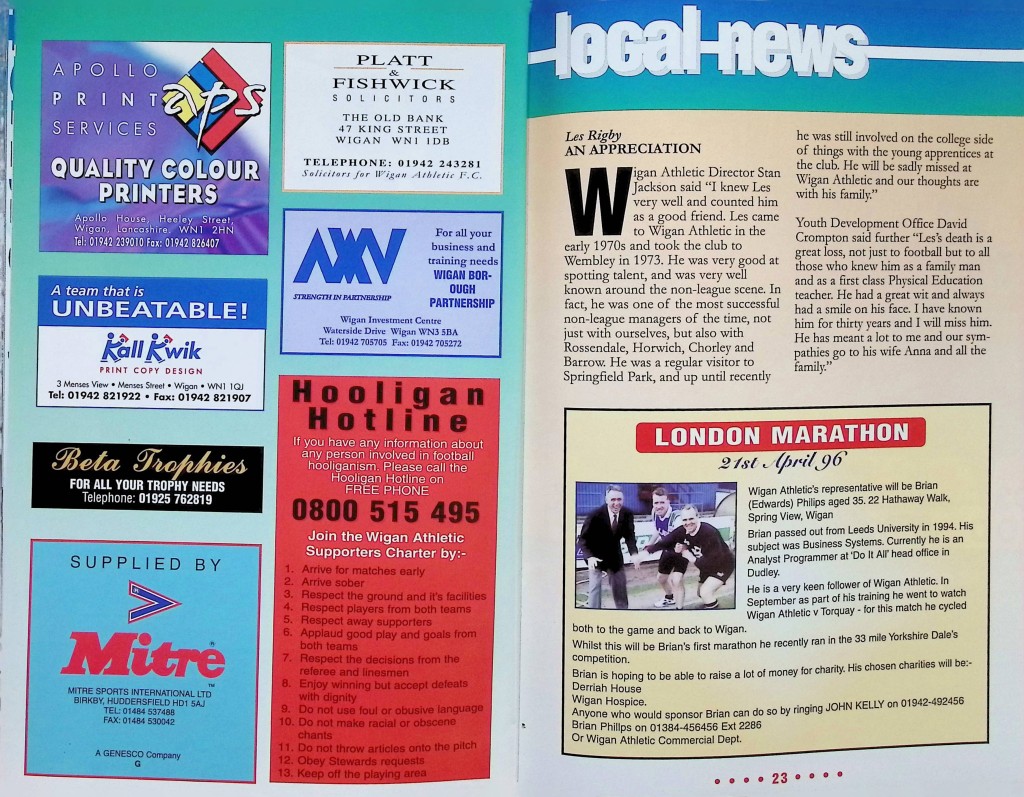 APOLLO
PRINT
SERVICES
aps
QUALITY COLOUR
PRINTERS
Apollo House, Heeley Street,
Wigan, Lancashire. WN1 2HN
Tel: 01942 239010 Fax: 01942 826407
PLATT
&
FISHWICK
SOLICITORS
THE OLD BANK
47 KING STREET
WIGAN WN1 1DB
TELEPHONE: 01942 243281
Solicitors for Wigan Athletic F.C.
A team that is
UNBEATABLE!
Kall Kwik
PRINT COPY DESIGN
3 Menses View • Menses Street • Wigan • WN1 1QJ
Tel: 01942 821922 • Fax: 01942 821907
STRENGTH IN PARTNERSHIP
For all your
business and
training needs
WIGAN BOR-
OUGH
PARTNERSHIP
Wigan Investment Centre
Waterside Drive Wigan WN3 5BA
Tel: 01942 705705 Fax: 01942 705272
Beta Trophies
FOR ALL YOUR TROPHY NEEDS
Telephone: 01925 762819
SUPPLIED BY
Mitre
MITRE SPORTS INTERNATIONAL LTD
BIRKBY, HUDDERSFIELD HD1 5AJ
TEL: 01484 537488
FAX: 01484 530042
A GENESCO Company
G
Hooligan
Hotline
If you have any information about
any person involved in football
hooliganism. Please call the
Hooligan Hotline on
FREE PHONE
0800 515 495
Join the Wigan Athletic
Supporters Charter by:-
1. Arrive for matches early
2. Arrive sober
3. Respect the ground and it's facilities
4. Respect players from both teams
5. Respect away supporters
6. Applaud good play and goals from
both teams
7. Respect the decisions from the
referee and linesmen
8. Enjoy winning but accept defeats
with dignity
9. Do not use foul or obusive language
10. Do not make racial or obscene
chants
11. Do not throw articles onto the pitch
12. Obey Stewards requests
13. Keep off the playing area
local news
Les Rigby
AN APPRECIATION
Wigan Athletic Director Stan
Jackson said “I knew Les
very well and counted him
as a good friend. Les came
to Wigan Athletic in the
early 1970s and took the club to
Wembley in 1973. He was very good at
spotting talent, and was very well
known around the non-league scene. In
fact, he was one of the most successful
non-league managers of the time, not
just with ourselves, but also with
Rossendale, Horwich, Chorley and
Barrow. He was a regular visitor to
Springfield Park, and up until recently
he was still involved on the college side
of things with the young apprentices at
the club. He will be sadly missed at
Wigan Athletic and our thoughts are
with his family.”
Youth Development Office David
Crompton said further “Les's death is a
great loss, not just to football but to all
those who knew him as a family man
and as a first class Physical Education
teacher. He had a great wit and always
had a smile on his face. I have known
him for thirty years and I will miss him.
He has meant a lot to me and our sym-
pathies go to his wife Anna and all the
family.”
LONDON MARATHON
21st April 96
Wigan Athletic's representative will be Brian
(Edwards) Philips aged 35. 22 Hathaway Walk,
Spring View, Wigan
Brian passed out from Leeds University in 1994. His
subject was Business Systems. Currently he is an
Analyst Programer at 'Do It All' head office in
Dudley.
He is a very keen follower of Wigan Athletic. In
September as part of his training he went to watch
Wigan Athletic v Torquay - for this match he cycled
both to the game and back to Wigan.
Whilst this will be Brian's first marathon he recently ran in the 33 mile Yorkshire Dale's
competition.
Brian is hoping to be able to raise a lot of money for charity. His chosen charities will be:-
Derriah House
Wigan Hospice.
Anyone who would sponsor Brian can do so by ringing JOHN KELLY on 01942-492456
Brian Phillps on 01384-456456 Ext 2286
Or Wigan Athletic Commercial Dept.
• • • • 23 • • • •